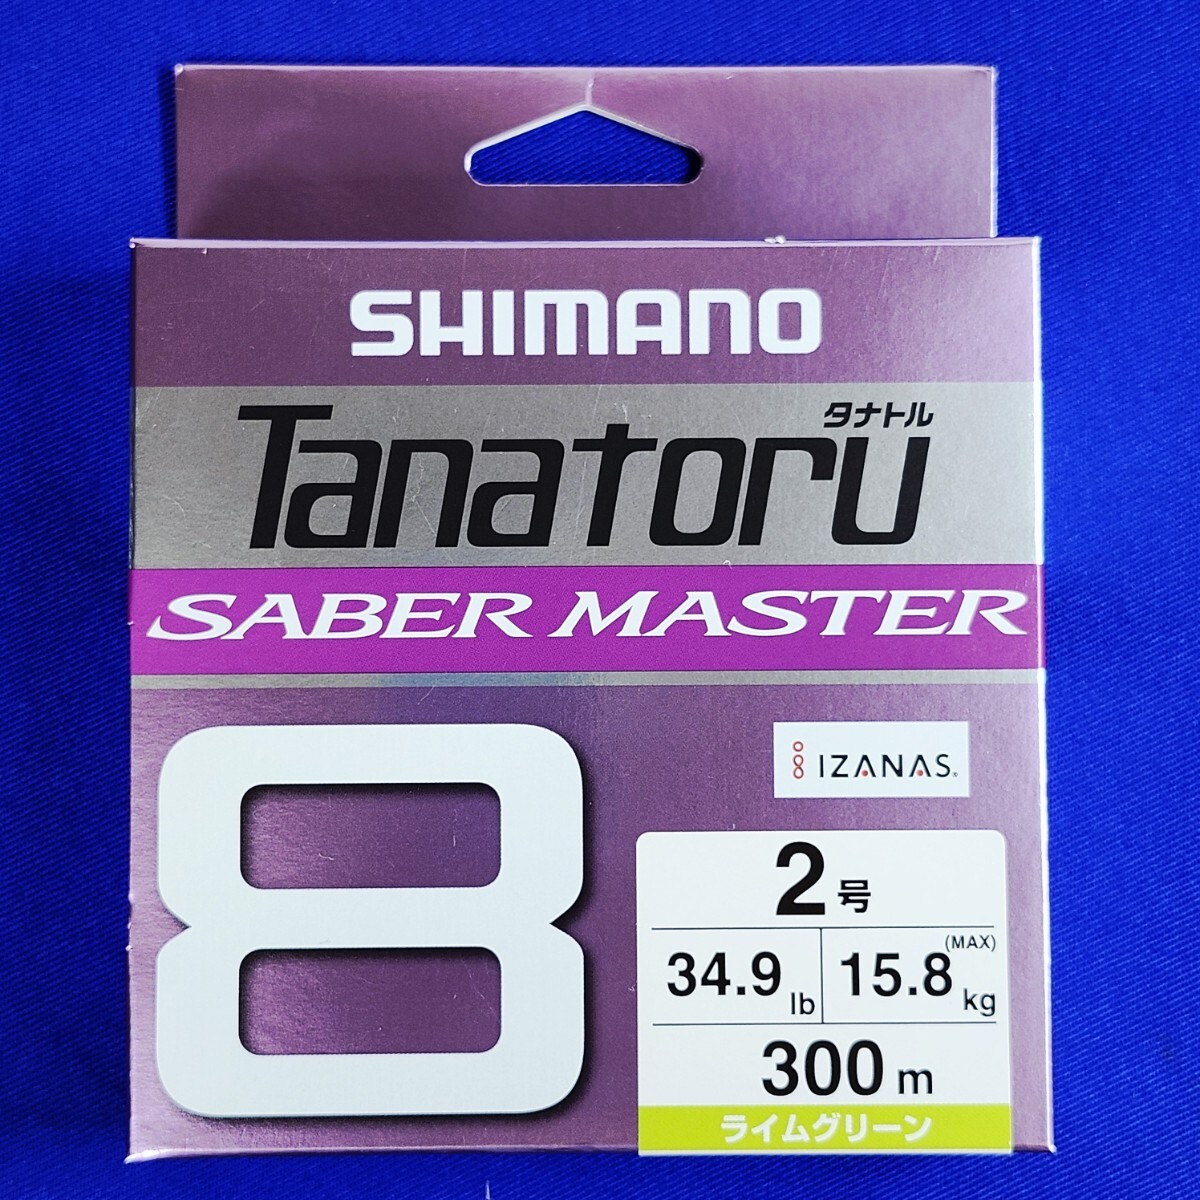 SHIMANO
タナトル
Tanatoru
SABER MASTER
8
IZANAS®
2号
34.9 lb
15.8 kg (MAX)
300 m
ライムグリーン